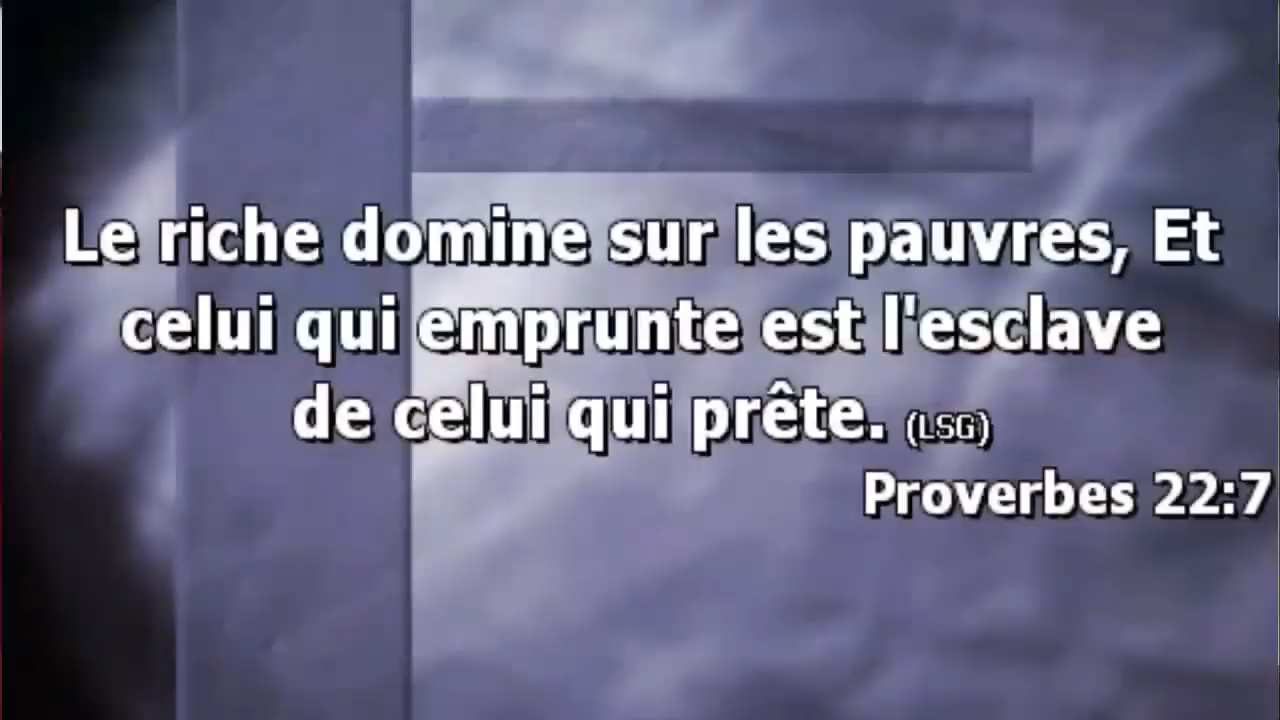 Le riche domine sur les pauvres, Et
celui qui emprunte est l'esclave
de celui qui prête. (LSG)
Proverbes 22:7